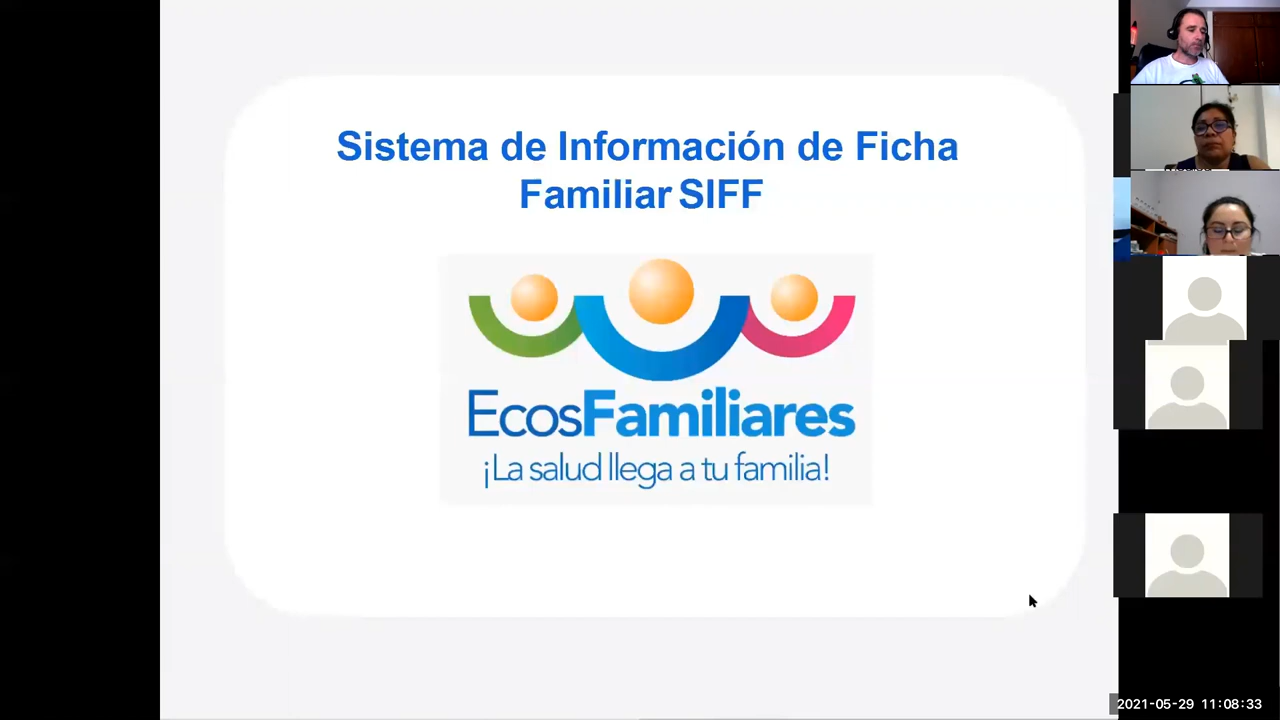 Sistema de Información de Ficha
Familiar SIFF
EcosFamiliares
¡La salud llega a tu familia!
2021-05-29 11:08:33